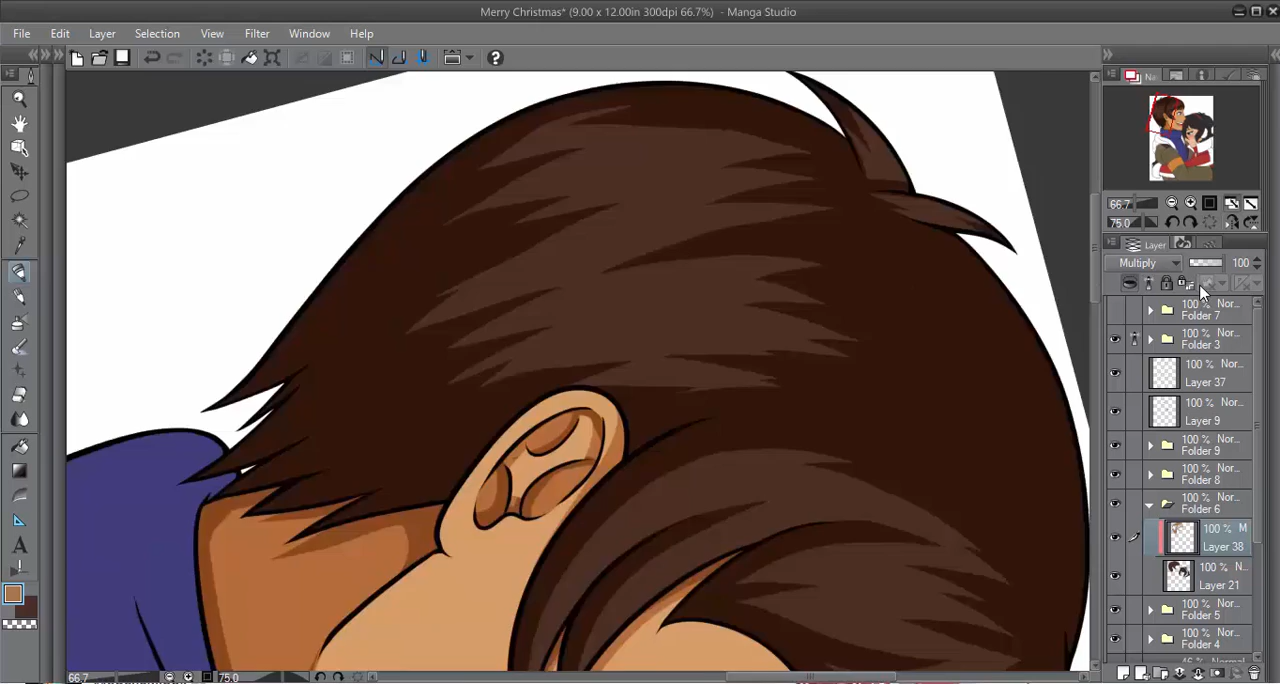 Merry Christmas* (9.00 x 12.00in 300dpi 66.7%) - Manga Studio
File Edit Layer Selection View Filter Window Help
66.7
75.0
Layer
Multiply 100
100 % Nor...
Folder 7
100 % Nor...
Folder 3
100 % Nor...
Layer 37
100 % Nor...
Layer 9
100 % Nor...
Folder 9
100 % Nor...
Folder 8
100 % Nor...
Folder 6
100 % M
Layer 38
100 % N...
Layer 21
100 % Nor...
Folder 5
100 % Nor...
Folder 4
66.7 75.0